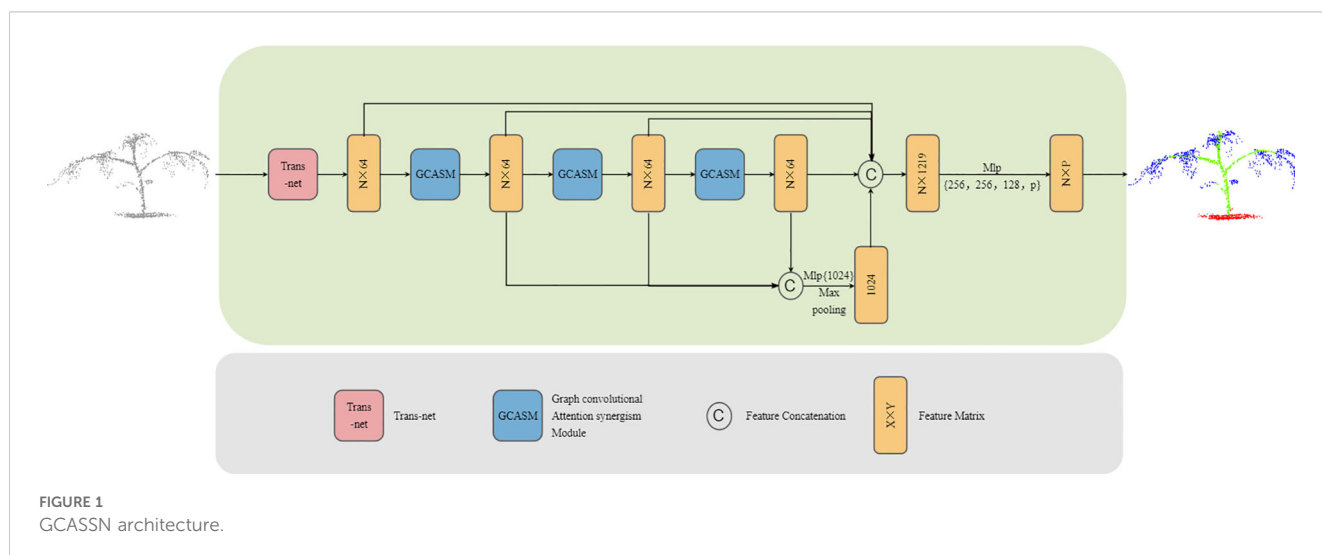 Trans
-net
N×64
GCASM
N×64
GCASM
N×64
GCASM
N×64
C
N×1219
Mlp
{256, 256, 128, p}
N×P
C
Mlp{1024}
Max
pooling
1024
Trans
-net
Trans-net
GCASM
Graph convolutional
Attention synergism
Module
C
Feature Concatenation
X×Y
Feature Matrix
FIGURE 1
GCASSN architecture.